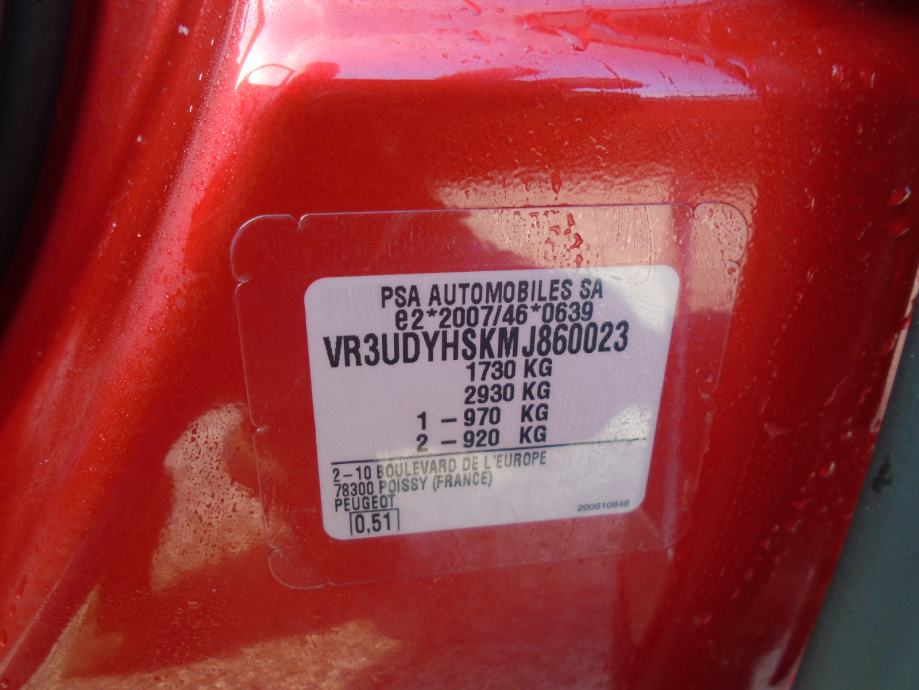 PSA AUTOMOBILES SA
e2*2007/46*0639
VR3UDYHSKMJ860023
1730 KG
2930 KG
1 - 970 KG
2 - 920 KG
2-10 BOULEVARD DE L'EUROPE
78300 POISSY (FRANCE)
PEUGEOT
0,51
200610846